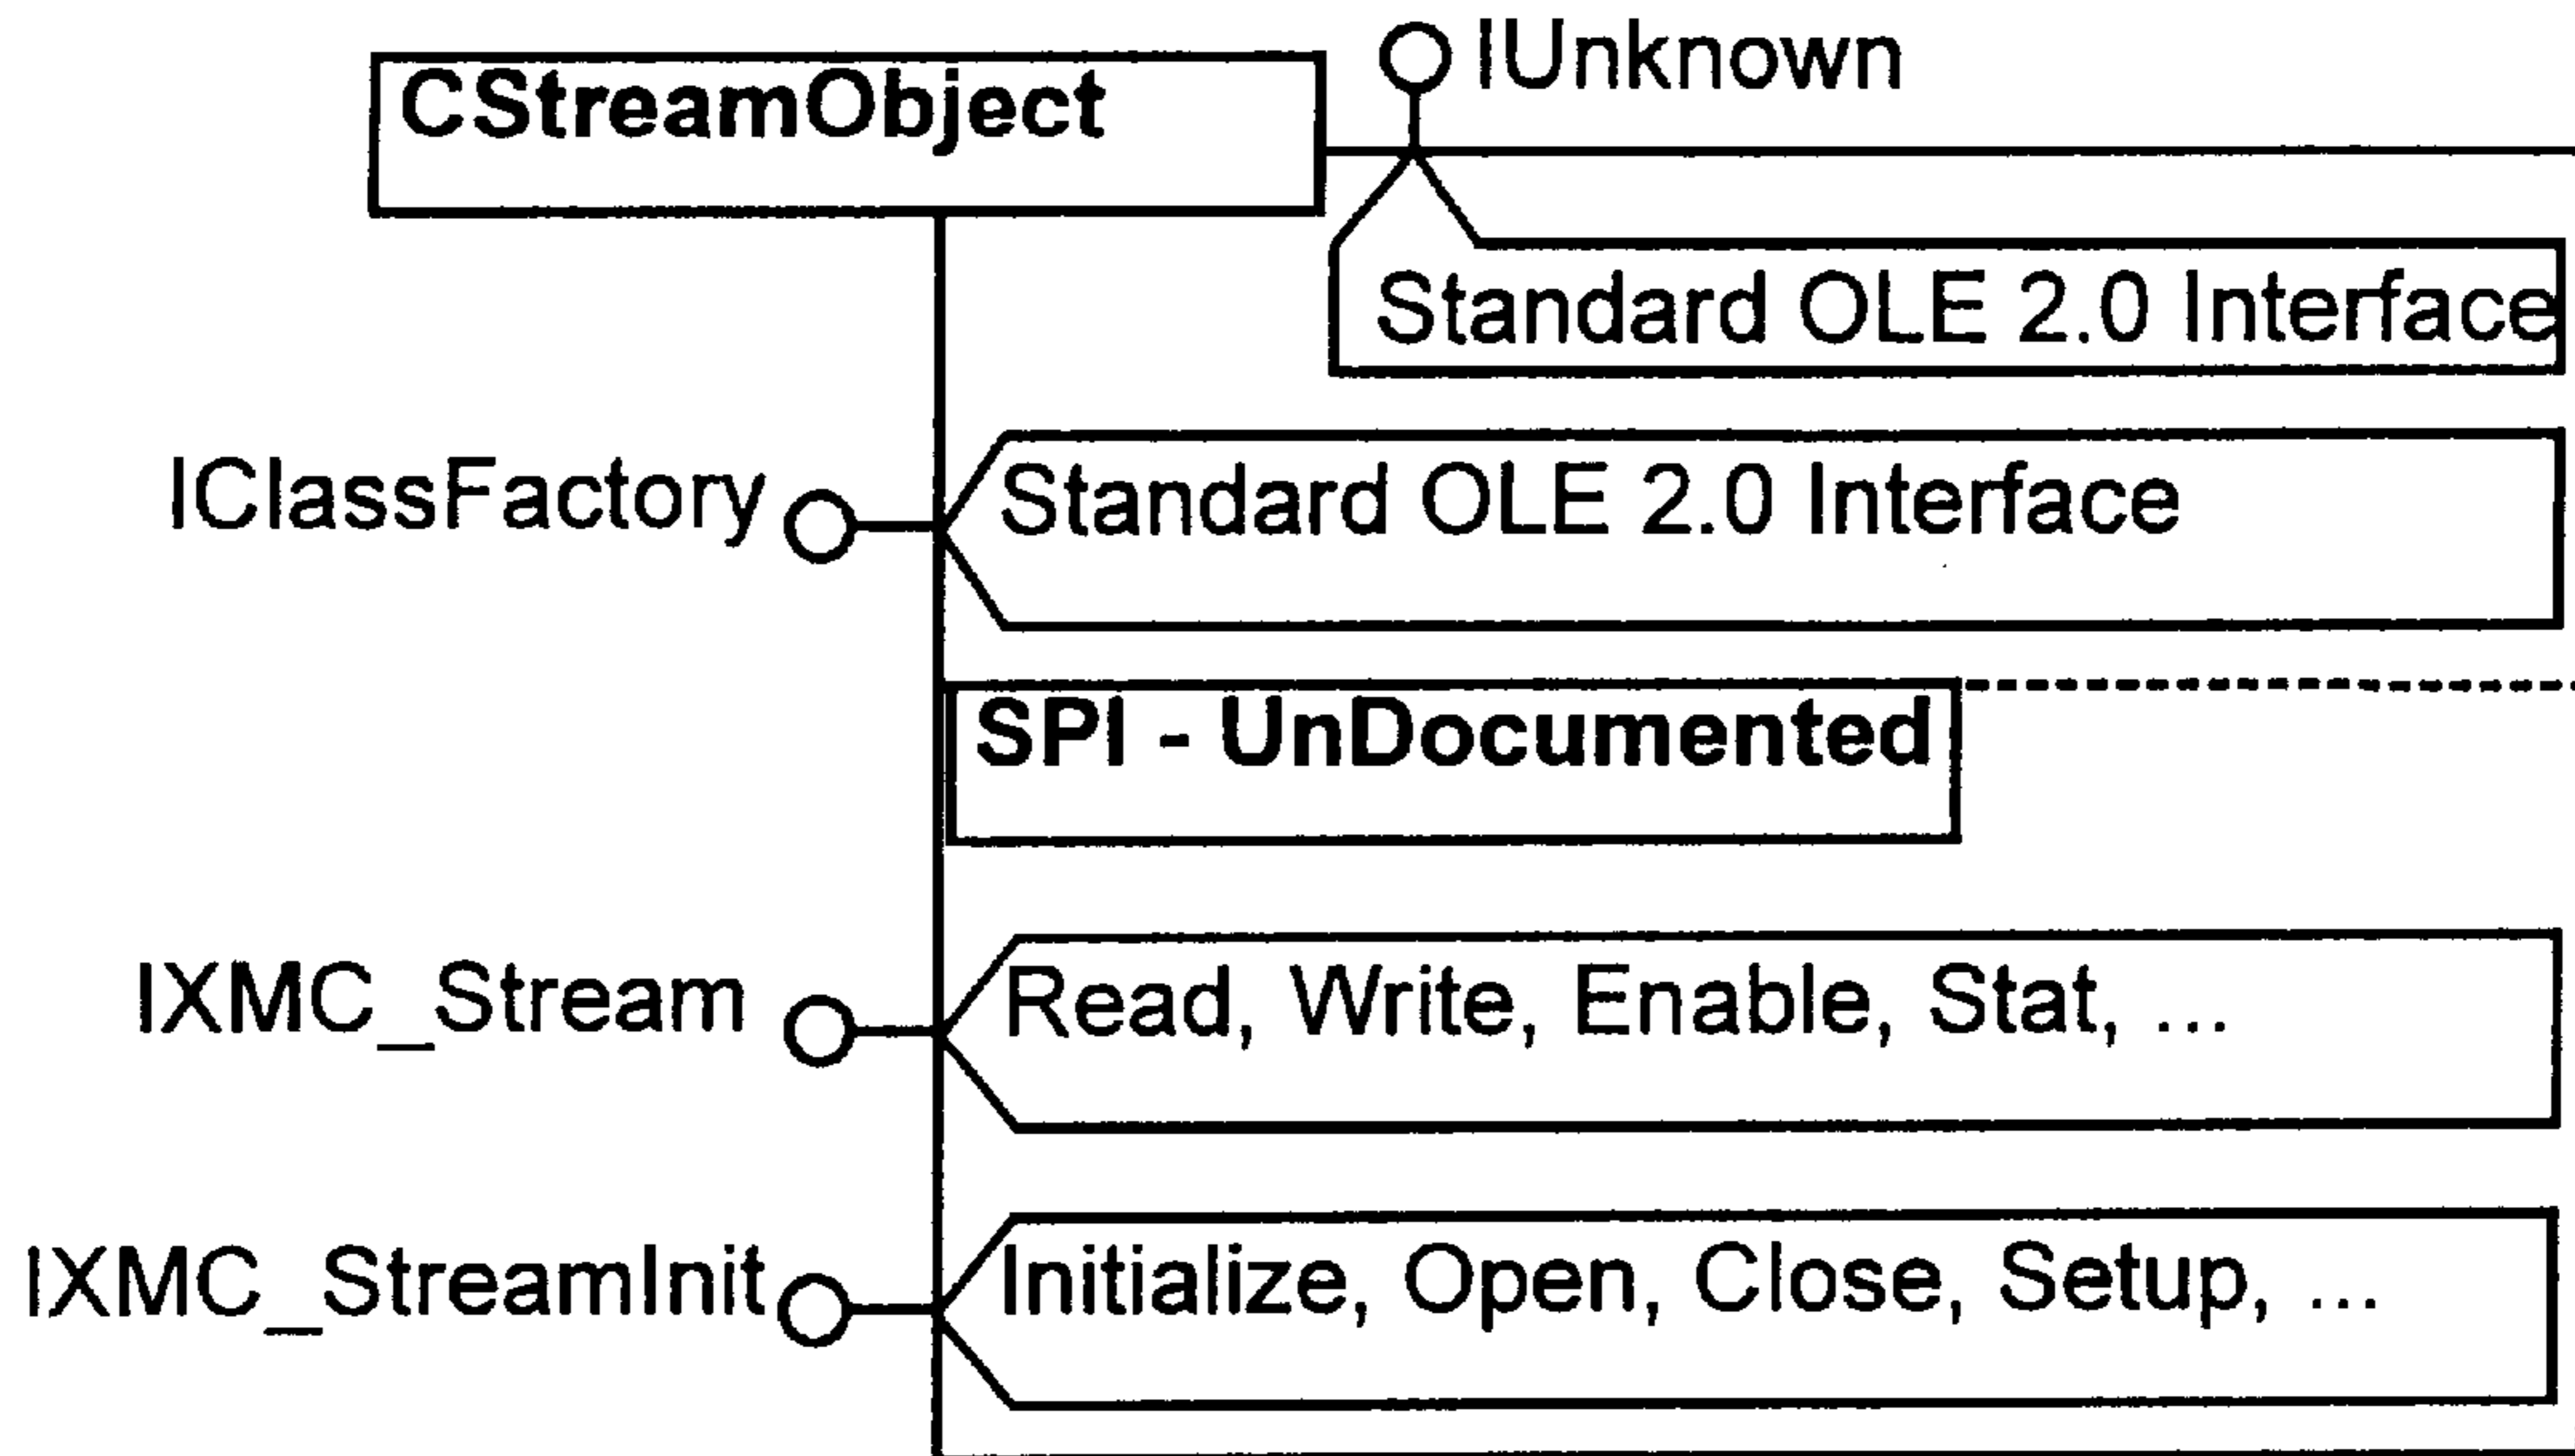 CStreamObject
IUnknown
Standard OLE 2.0 Interface
IClassFactory
Standard OLE 2.0 Interface
SPI - UnDocumented
IXMC_Stream
Read, Write, Enable, Stat, ...
IXMC_StreamInit
Initialize, Open, Close, Setup, ...